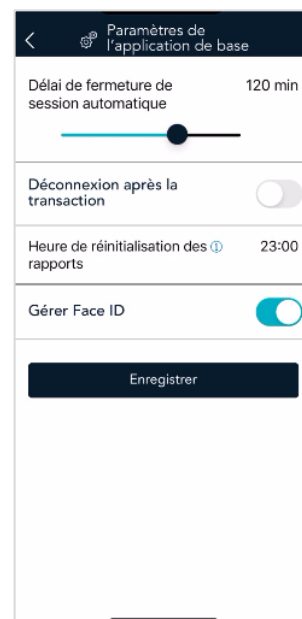 Paramètres de
l'application de base
Délai de fermeture de
session automatique
120 min
Déconnexion après la
transaction
Heure de réinitialisation des
rapports
23:00
Gérer Face ID
Enregistrer